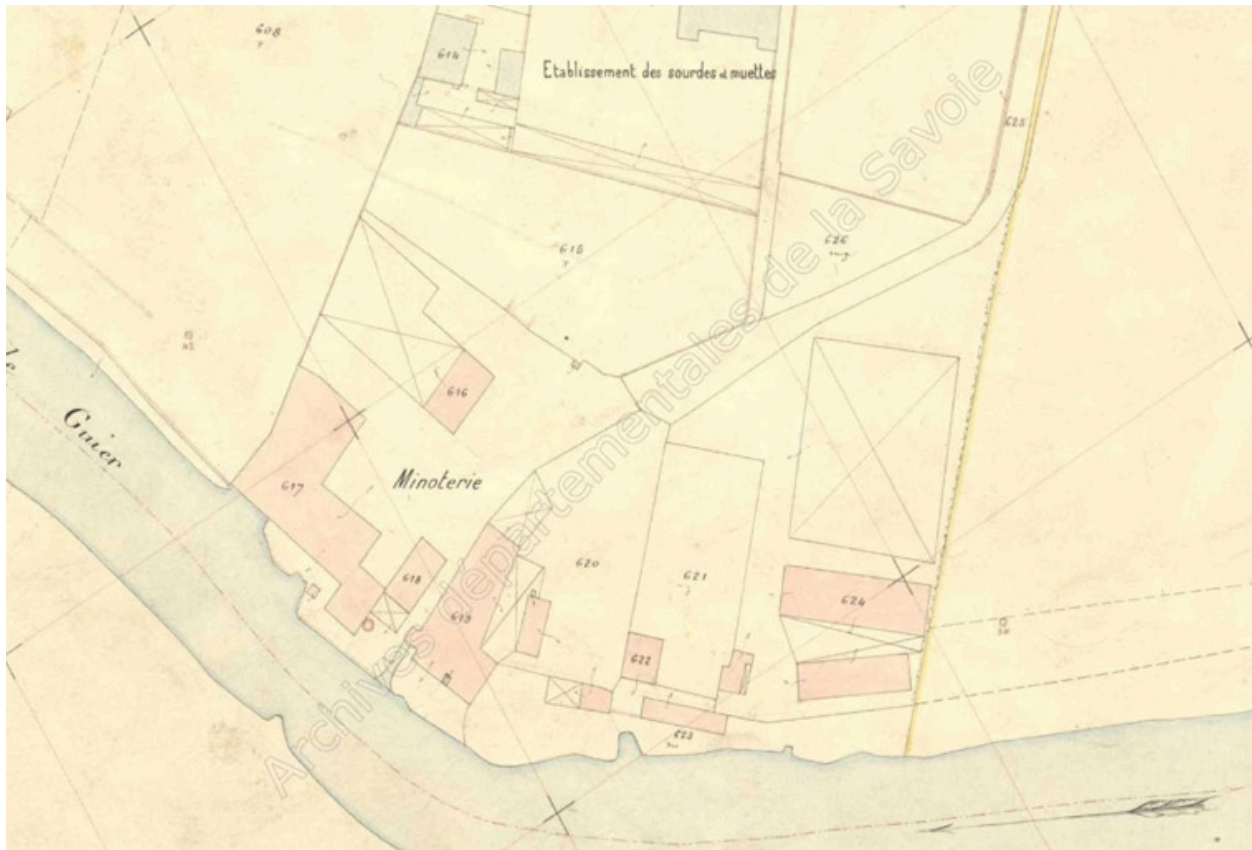 608
614
Etablissement des sourdes et muettes
625
615
626
le
Guier
616
617
Minoterie
618
619
620
621
622
623
624
Archives départementales de la Savoie